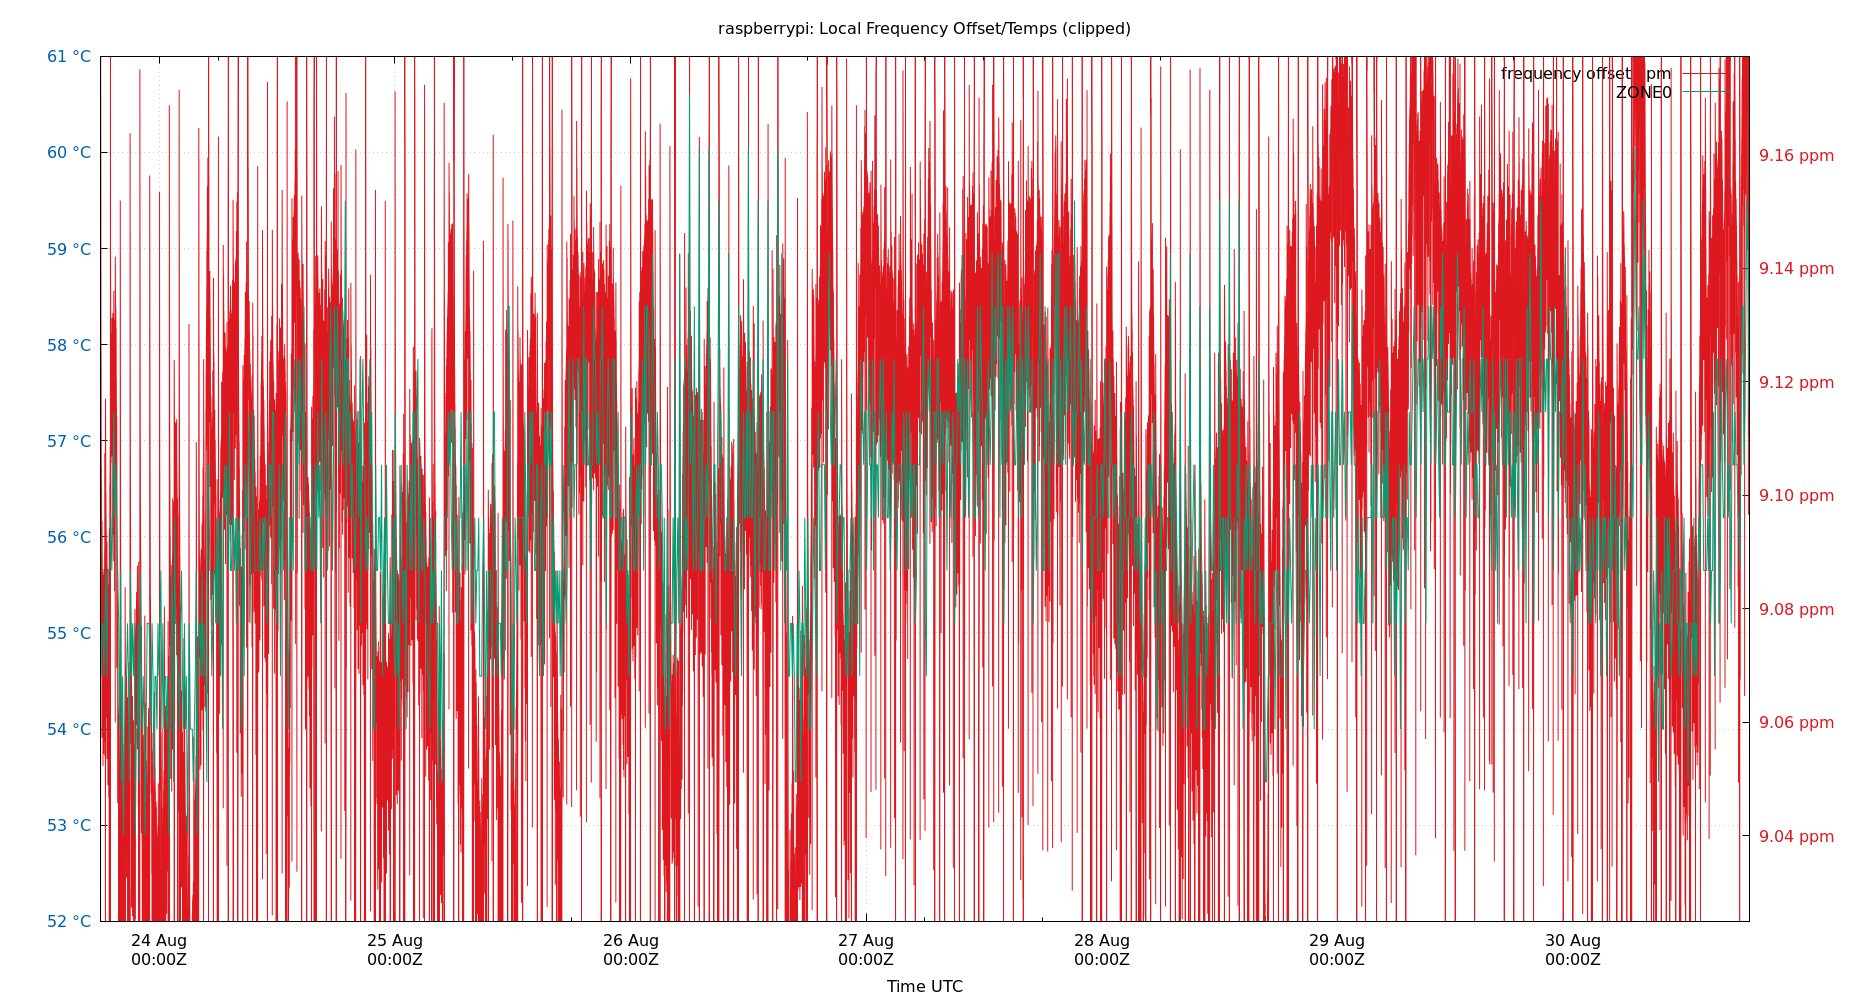 raspberrypi: Local Frequency Offset/Temps (clipped)
61 °C
60 °C
59 °C
58 °C
57 °C
56 °C
55 °C
54 °C
53 °C
52 °C
frequency offset ppm
ZONE0
9.16 ppm
9.14 ppm
9.12 ppm
9.10 ppm
9.08 ppm
9.06 ppm
9.04 ppm
24 Aug 25 Aug 26 Aug 27 Aug 28 Aug 29 Aug 30 Aug
00:00Z 00:00Z 00:00Z 00:00Z 00:00Z 00:00Z 00:00Z
Time UTC